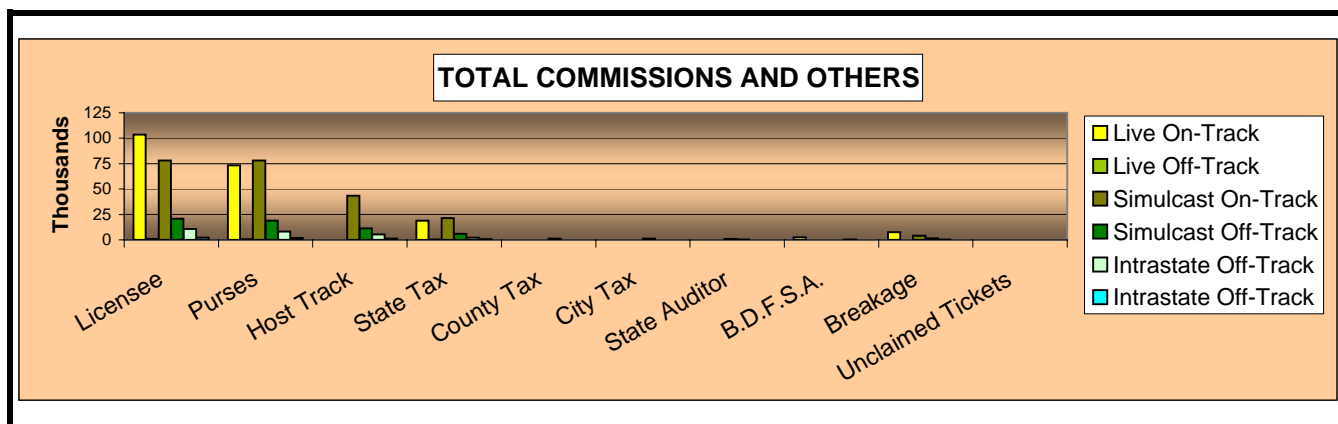 TOTAL COMMISSIONS AND OTHERS
Thousands
125
100
75
50
25
0
Licensee
Purses
Host Track
State Tax
County Tax
City Tax
State Auditor
B.D.F.S.A.
Breakage
Unclaimed Tickets
Live On-Track
Live Off-Track
Simulcast On-Track
Simulcast Off-Track
Intrastate Off-Track
Intrastate Off-Track